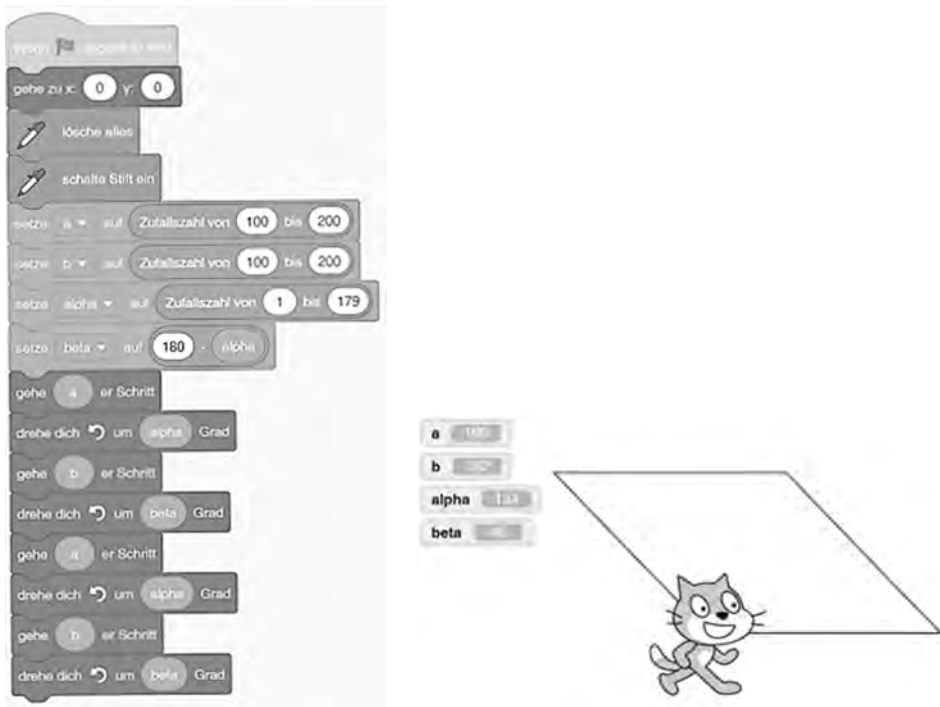 gehe zu x: 0 y: 0
lösche alles
schalte Stift ein
setze a auf Zufallszahl von 100 bis 200
setze b auf Zufallszahl von 100 bis 200
setze alpha auf Zufallszahl von 1 bis 179
setze beta auf 180 - alpha
gehe a er Schritt
drehe dich um alpha Grad
gehe b er Schritt
drehe dich um beta Grad
gehe a er Schritt
drehe dich um alpha Grad
gehe b er Schritt
drehe dich um beta Grad
a
b
alpha
beta